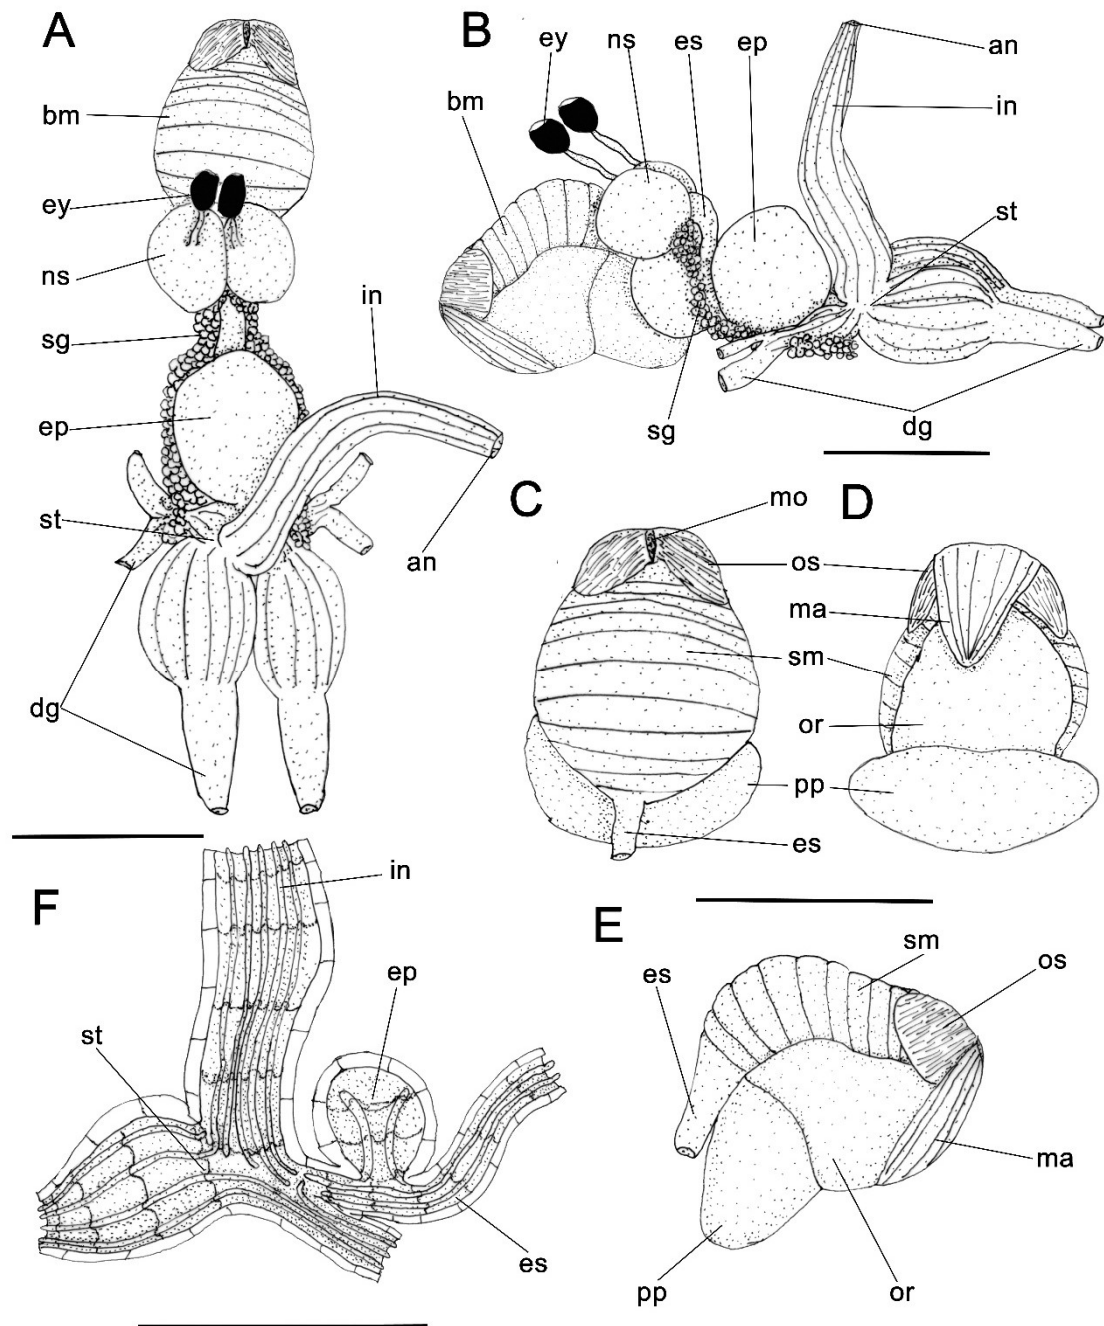 A
bm
ey
ns
sg
ep
st
dg
in
an
B
ey
ns
es
ep
bm
an
in
st
sg
dg
C
D
mo
os
ma
sm
or
pp
es
F
in
ep
st
es
E
sm
os
es
ma
pp
or